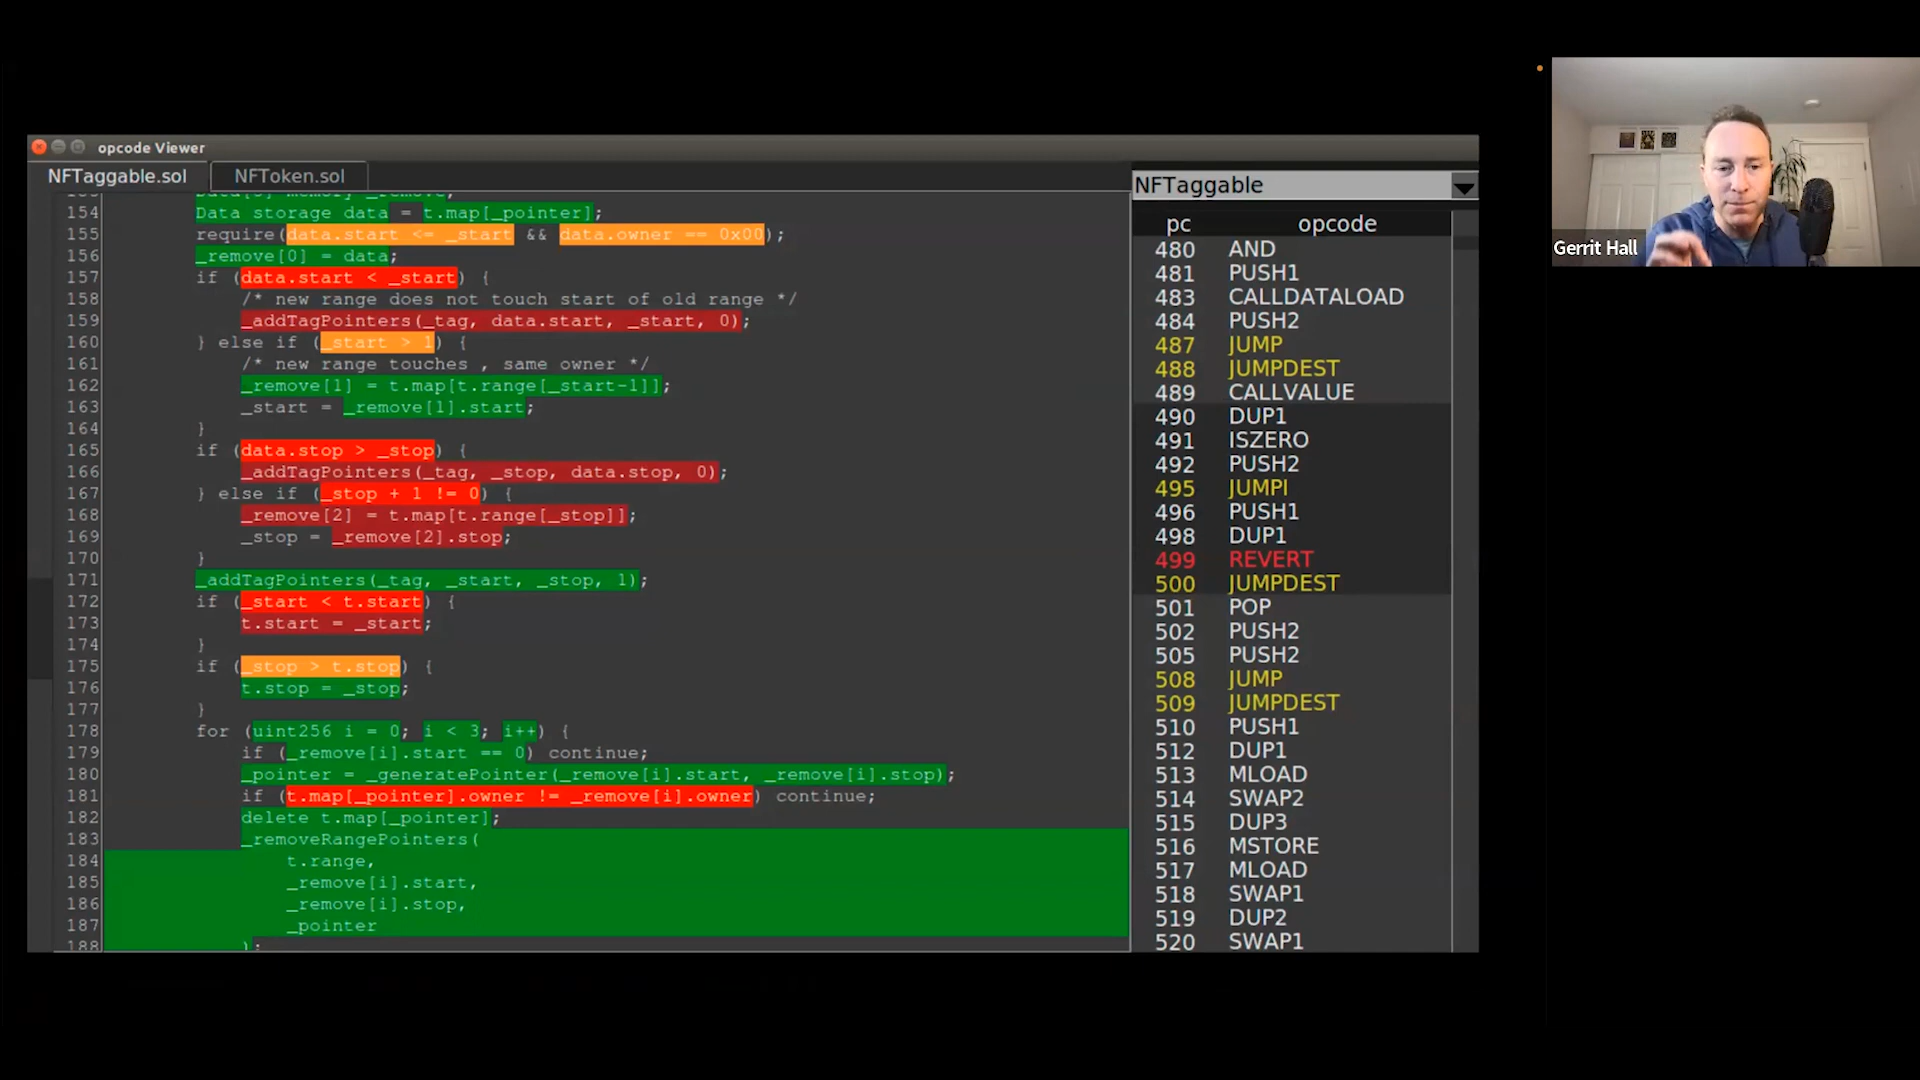 opcode Viewer
NFTaggable.sol
NFToken.sol
154 Data storage data = t.map[_pointer];
155 require(data.start <= _start && data.owner == 0x00);
156 _remove[0] = data;
157 if (data.start < _start) {
158 /* new range does not touch start of old range */
159 _addTagPointers(_tag, data.start, _start, 0);
160 } else if (_start > 1) {
161 /* new range touches , same owner */
162 _remove[1] = t.map[t.range[_start-1]];
163 _start = _remove[1].start;
164 }
165 if (data.stop > _stop) {
166 _addTagPointers(_tag, _stop, data.stop, 0);
167 } else if (_stop + 1 != 0) {
168 _remove[2] = t.map[t.range[_stop]];
169 _stop = _remove[2].stop;
170 }
171 _addTagPointers(_tag, _start, _stop, 1);
172 if (_start < t.start) {
173 t.start = _start;
174 }
175 if (_stop > t.stop) {
176 t.stop = _stop;
177 }
178 for (uint256 i = 0; i < 3; i++) {
179 if (_remove[i].start == 0) continue;
180 _pointer = _generatePointer(_remove[i].start, _remove[i].stop);
181 if (t.map[_pointer].owner != _remove[i].owner) continue;
182 delete t.map[_pointer];
183 _removeRangePointers(
184 t.range,
185 _remove[i].start,
186 _remove[i].stop,
187 _pointer
188 );
NFTaggable
pc opcode
480 AND
481 PUSH1
483 CALLDATALOAD
484 PUSH2
487 JUMP
488 JUMPDEST
489 CALLVALUE
490 DUP1
491 ISZERO
492 PUSH2
495 JUMPI
496 PUSH1
498 DUP1
499 REVERT
500 JUMPDEST
501 POP
502 PUSH2
505 PUSH2
508 JUMP
509 JUMPDEST
510 PUSH1
512 DUP1
513 MLOAD
514 SWAP2
515 DUP3
516 MSTORE
517 MLOAD
518 SWAP1
519 DUP2
520 SWAP1
Gerrit Hall